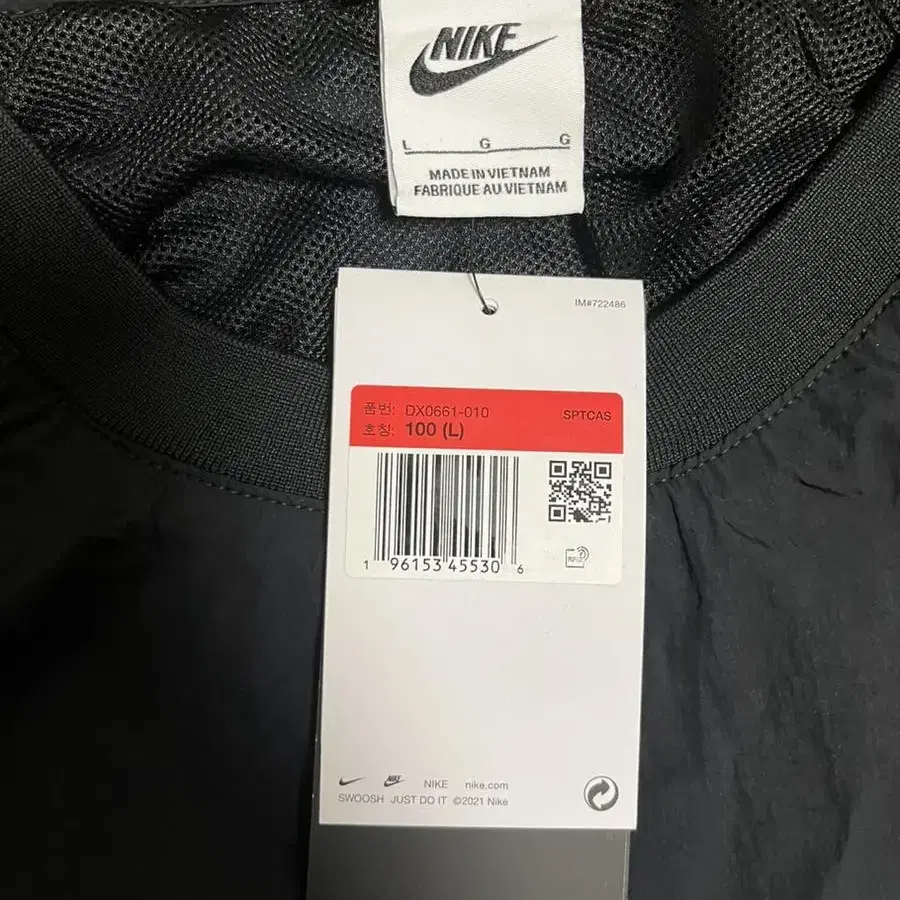 NIKE
L G G
MADE IN VIETNAM
FABRIQUE AU VIETNAM
IM#722486
품번: DX0661-010 SPTCAS
호칭: 100 (L)
1 96153 45530 6
NIKE nike.com
SWOOSH JUST DO IT ©2021 Nike